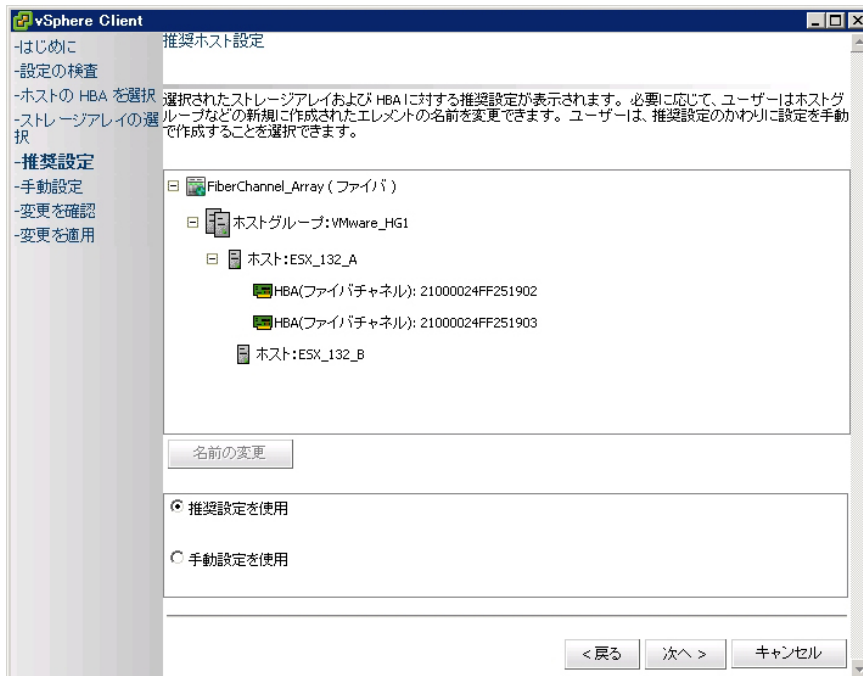 vSphere Client
-はじめに
-設定の検査
-ホストの HBA を選択
-ストレージアレイの選
択
-推奨設定
-手動設定
-変更を確認
-変更を適用
推奨ホスト設定
選択されたストレージアレイおよび HBA に対する推奨設定が表示されます。必要に応じて、ユーザーはホストグ
ループなどの新規に作成されたエレメントの名前を変更できます。ユーザーは、推奨設定のかわりに設定を手動
で作成することを選択できます。
FiberChannel_Array ( ファイバ )
ホストグループ:VMware_HG1
ホスト:ESX_132_A
HBA(ファイバチャネル): 21000024FF251902
HBA(ファイバチャネル): 21000024FF251903
ホスト:ESX_132_B
名前の変更
推奨設定を使用
手動設定を使用
< 戻る
次へ >
キャンセル